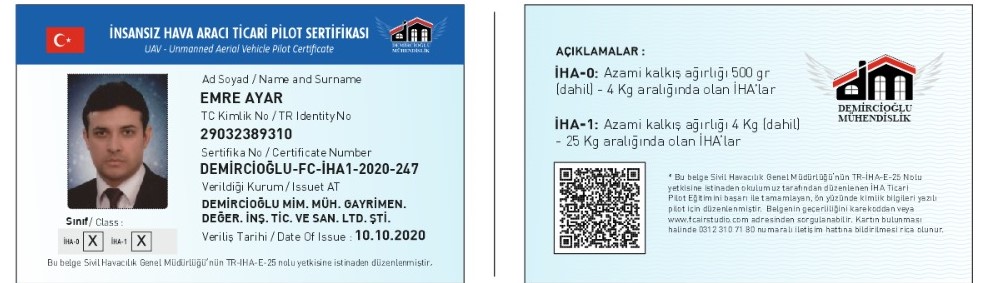 İNSANSIZ HAVA ARACI TİCARİ PİLOT SERTİFİKASI
UAV - Unmanned Aerial Vehicle Pilot Certificate
DEMİRCİOĞLU
MÜHENDİSLİK
Ad Soyad / Name and Surname
EMRE AYAR
TC Kimlik No / TR Identity No
29032389310
Sertifika No / Certificate Number
DEMİRCİOĞLU-FC-İHA1-2020-247
Verildiği Kurum / Issuet AT
DEMİRCİOĞLU MİM. MÜH. GAYRİMEN.
DEĞER. İNŞ. TİC. VE SAN. LTD. ŞTİ.
Veriliş Tarihi / Date Of Issue : 10.10.2020
Sınıf / Class :
İHA-0 X İHA-1 X
Bu belge Sivil Havacılık Genel Müdürlüğü'nün TR-IHA-E-25 nolu yetkisine istinaden düzenlermiştir.
AÇIKLAMALAR :
İHA-0: Azami kalkış ağırlığı 500 gr
(dahil) - 4 Kg aralığında olan İHA'lar
İHA-1: Azami kalkış ağırlığı 4 Kg (dahil)
- 25 Kg aralığında olan İHA'lar
dm
DEMİRCİOĞLU
MÜHENDİSLİK
* Bu belge Sivil Havacılık Genel Müdürlüğü'nün TR-İHA-E-25 Nolu
yetkisine istinaden okulumuz tarafından düzenlenen İHA Ticari
Pilot Eğitimini başarı ile tamamlayan, ön yüzünde kimlik bilgileri yazılı
pilot için düzenlenmiştir. Belgenin geçerliliğini karekoddan veya
www.fcairstudio.com adresinden sorgulanabilir. Kartın bulunması
halinde 0312 310 71 80 numaralı iletişim hattına bildirilmesi rica olunur.